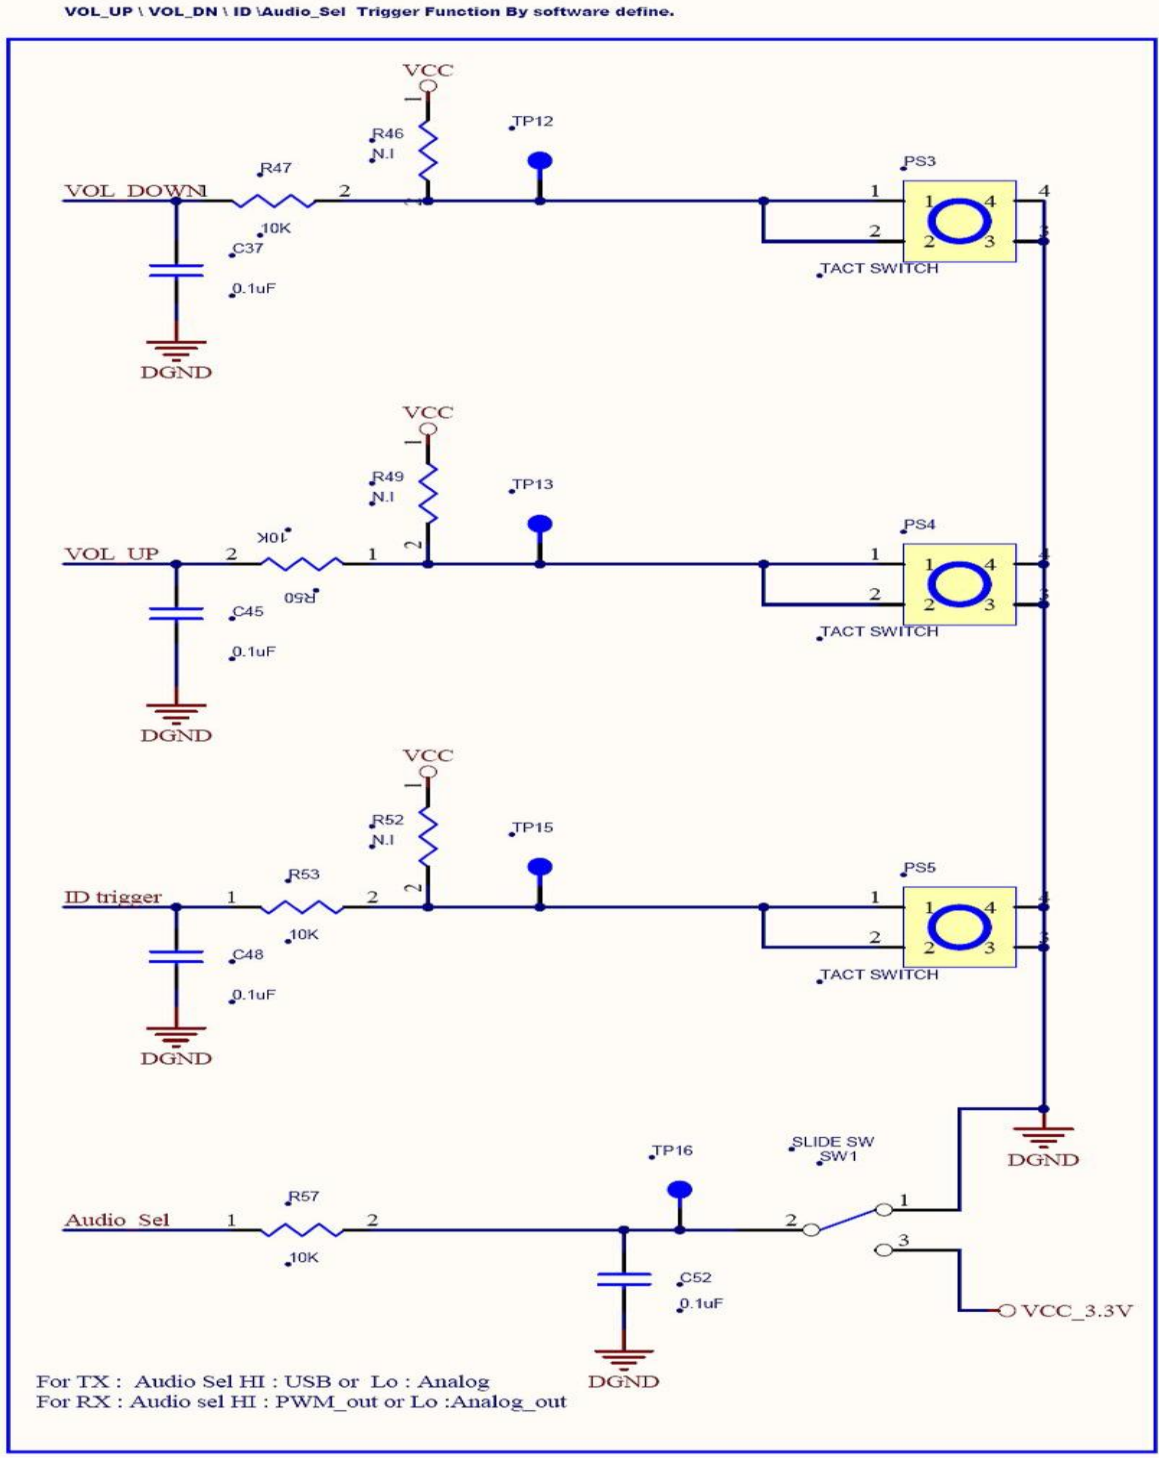 VOL_UP \ VOL_DN \ ID \Audio_Sel  Trigger Function By software define.
VCC
1
R46
N.I
2
TP12
PS3
R47
VOL_DOWN
1
2
10K
C37
0.1uF
DGND
1
2
1
4
2
3
4
TACT SWITCH
VCC
1
R49
N.I
2
TP13
PS4
10K
VOL_UP
2
1
R50
C45
0.1uF
DGND
1
2
1
4
2
3
4
3
TACT SWITCH
VCC
1
R52
N.I
2
TP15
PS5
R53
ID trigger
1
2
10K
C48
0.1uF
DGND
1
2
1
4
2
3
4
3
TACT SWITCH
DGND
SLIDE SW
SW1
TP16
R57
Audio_Sel
1
2
10K
2
1
3
C52
0.1uF
DGND
VCC_3.3V
For TX :  Audio Sel HI : USB or  Lo : Analog
For RX : Audio sel HI : PWM_out or Lo :Analog_out